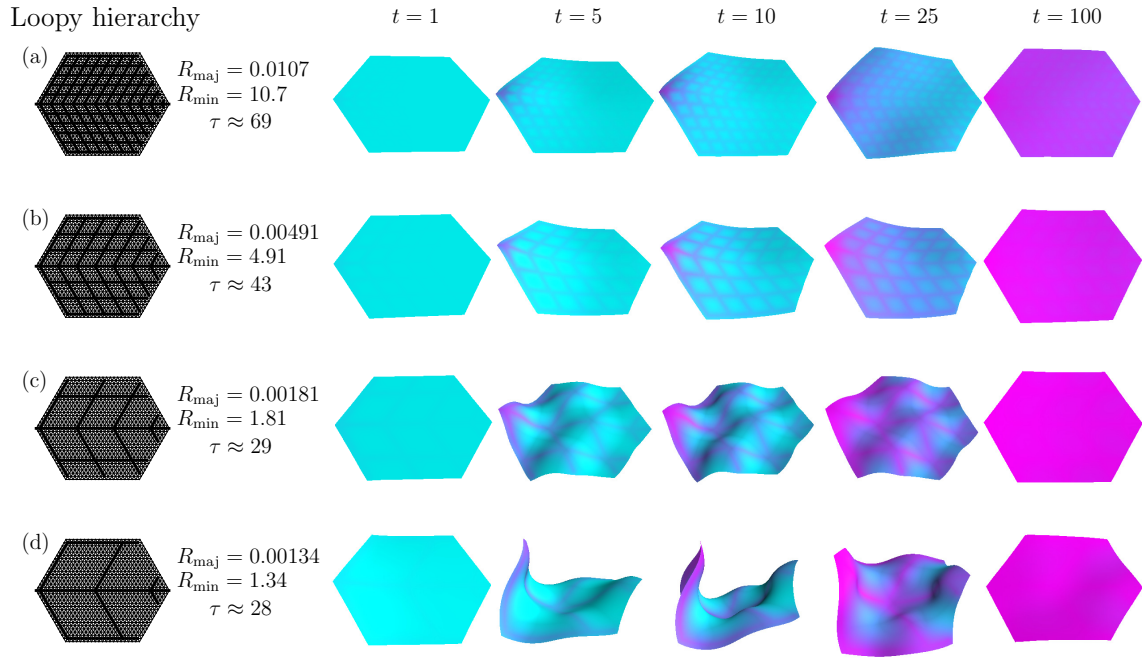 Loopy hierarchy
t = 1
t = 5
t = 10
t = 25
t = 100
(a)
R_maj = 0.0107
R_min = 10.7
τ ≈ 69
(b)
R_maj = 0.00491
R_min = 4.91
τ ≈ 43
(c)
R_maj = 0.00181
R_min = 1.81
τ ≈ 29
(d)
R_maj = 0.00134
R_min = 1.34
τ ≈ 28